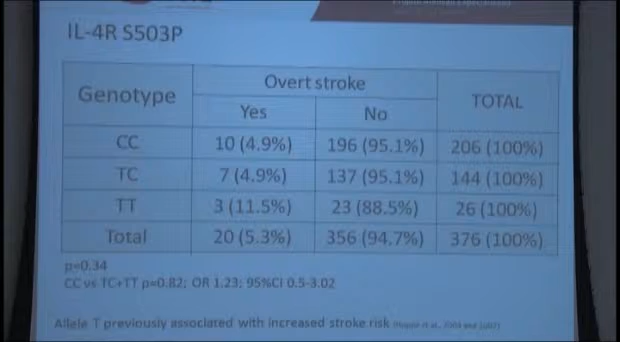 IL-4R S503P
Genotype Overt stroke TOTAL
Yes No
CC 10 (4.9%) 196 (95.1%) 206 (100%)
TC 7 (4.9%) 137 (95.1%) 144 (100%)
TT 3 (11.5%) 23 (88.5%) 26 (100%)
Total 20 (5.3%) 356 (94.7%) 376 (100%)
p=0.34
CC vs TC+TT p=0.82; OR 1.23; 95%CI 0.5-3.02
Allele T previously associated with increased stroke risk